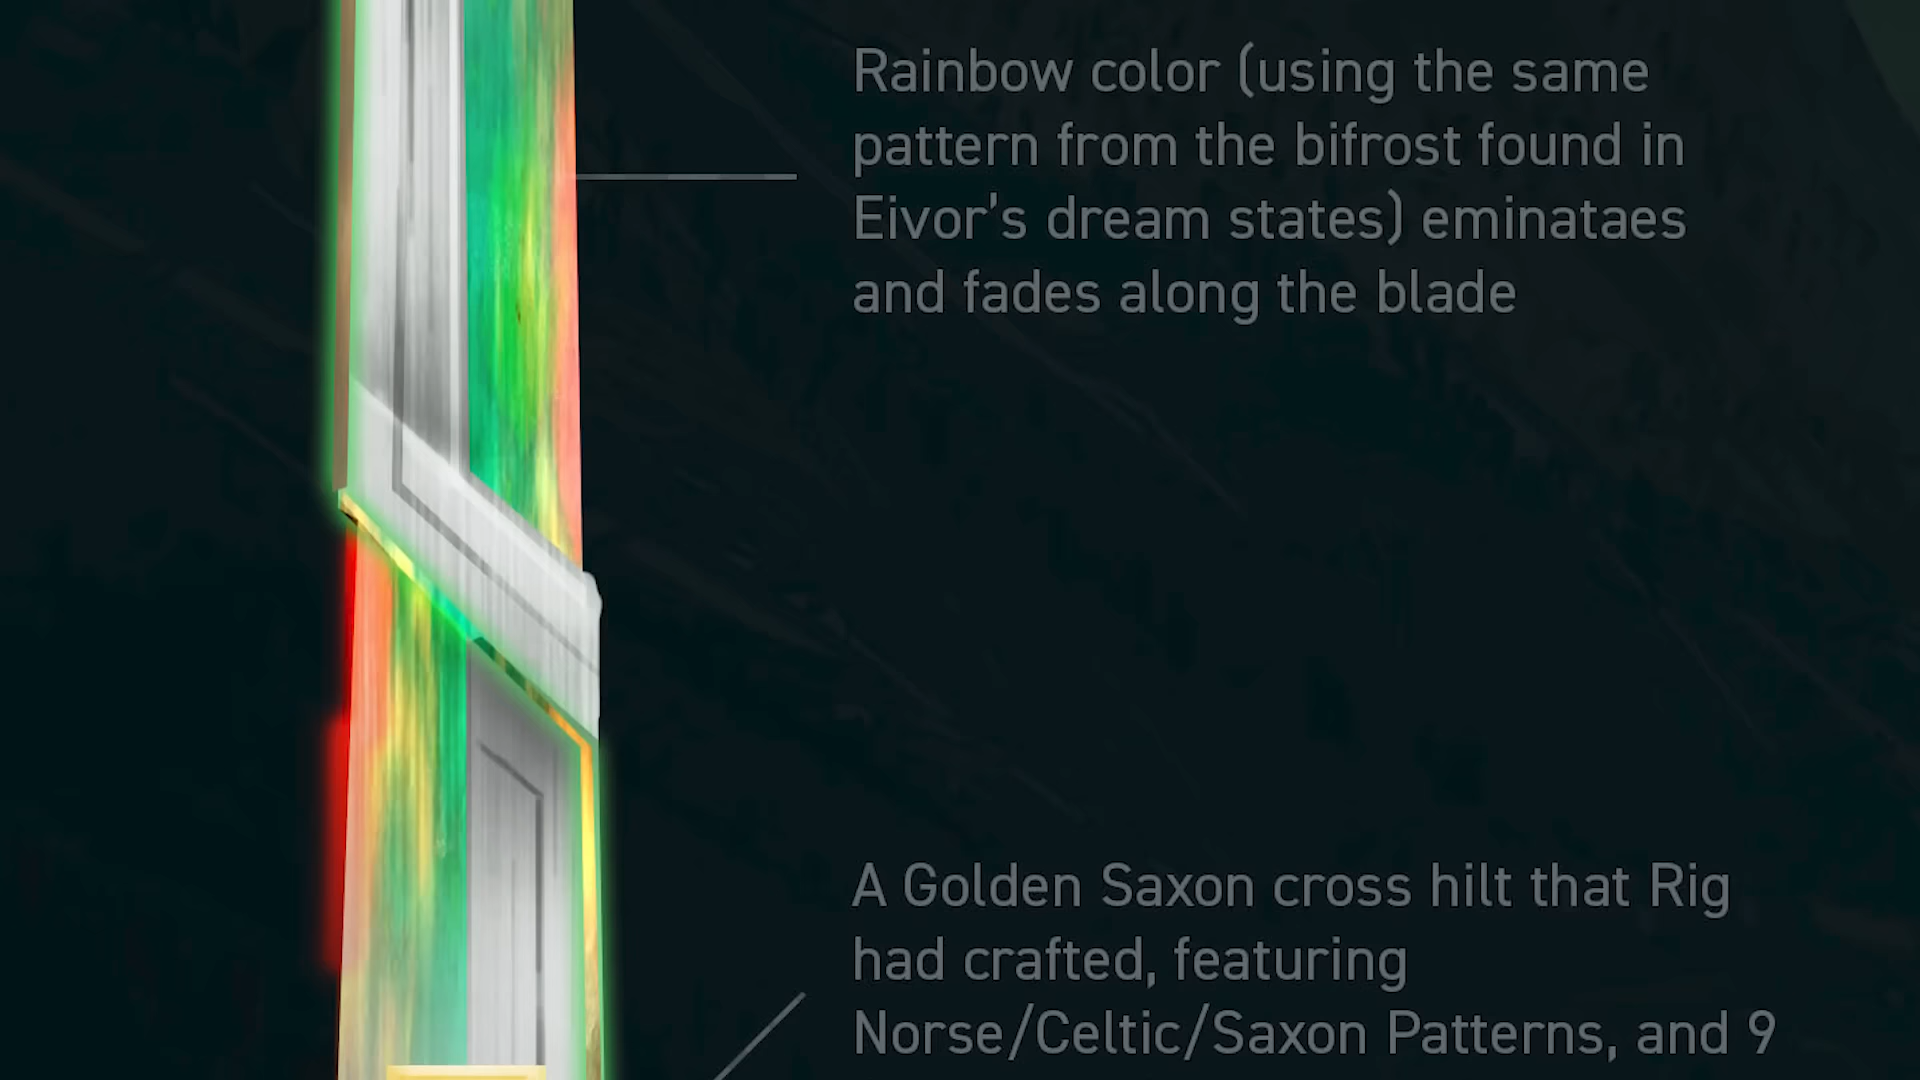 Rainbow color (using the same
pattern from the bifrost found in
Eivor’s dream states) eminataes
and fades along the blade
A Golden Saxon cross hilt that Rig
had crafted, featuring
Norse/Celtic/Saxon Patterns, and 9